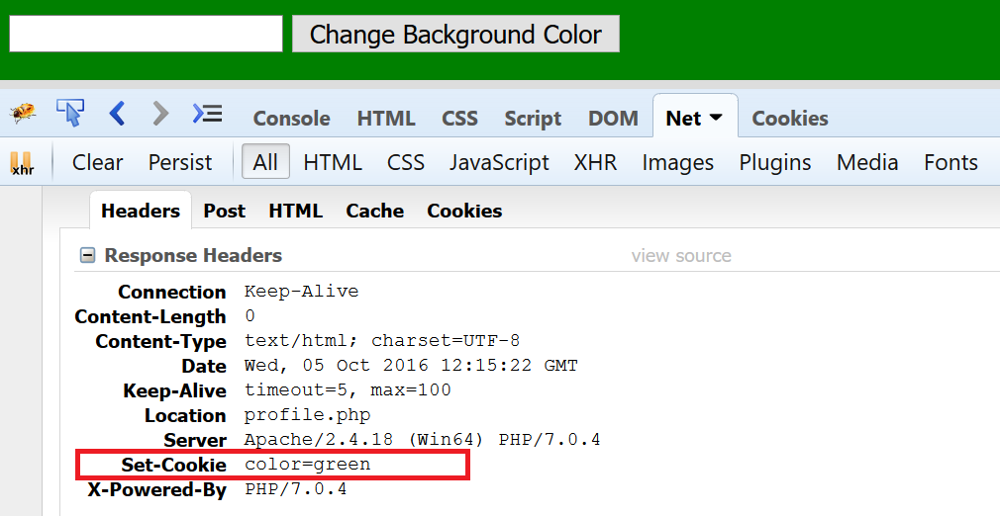 Change Background Color
Console HTML CSS Script DOM Net Cookies
xhr Clear Persist All HTML CSS JavaScript XHR Images Plugins Media Fonts
Headers Post HTML Cache Cookies
Response Headers view source
Connection Keep-Alive
Content-Length 0
Content-Type text/html; charset=UTF-8
Date Wed, 05 Oct 2016 12:15:22 GMT
Keep-Alive timeout=5, max=100
Location profile.php
Server Apache/2.4.18 (Win64) PHP/7.0.4
Set-Cookie color=green
X-Powered-By PHP/7.0.4